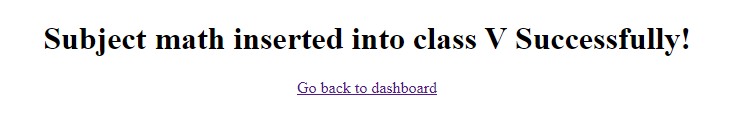 Subject math inserted into class V Successfully!
Go back to dashboard